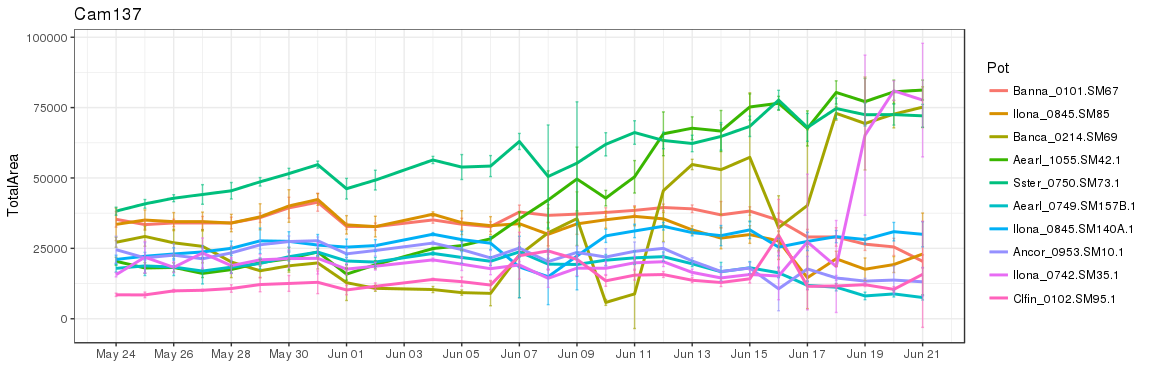 Cam137
TotalArea
100000
75000
50000
25000
0
May 24 May 26 May 28 May 30 Jun 01 Jun 03 Jun 05 Jun 07 Jun 09 Jun 11 Jun 13 Jun 15 Jun 17 Jun 19 Jun 21
Pot
Banna_0101.SM67
Ilona_0845.SM85
Banca_0214.SM69
Aearl_1055.SM42.1
Sster_0750.SM73.1
Aearl_0749.SM157B.1
Ilona_0845.SM140A.1
Ancor_0953.SM10.1
Ilona_0742.SM35.1
Clfin_0102.SM95.1